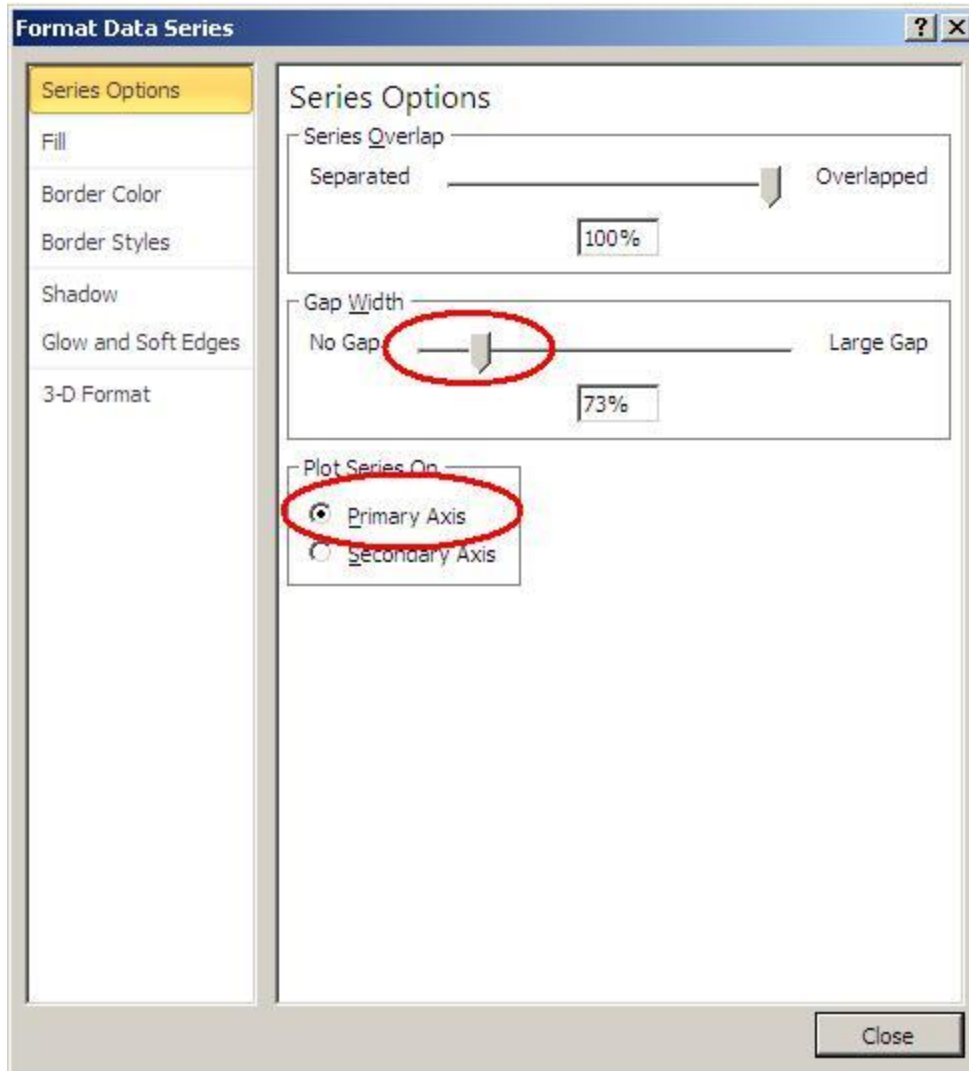 Format Data Series
Series Options
Fill
Border Color
Border Styles
Shadow
Glow and Soft Edges
3-D Format
Series Options
Series Overlap
Separated Overlapped
100%
Gap Width
No Gap Large Gap
73%
Plot Series On
Primary Axis
Secondary Axis
Close